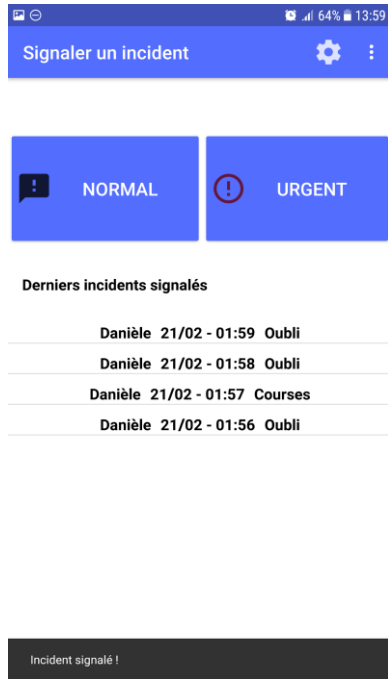 64% 13:59
Signaler un incident
NORMAL
URGENT
Derniers incidents signalés
Danièle 21/02 - 01:59 Oubli
Danièle 21/02 - 01:58 Oubli
Danièle 21/02 - 01:57 Courses
Danièle 21/02 - 01:56 Oubli
Incident signalé !